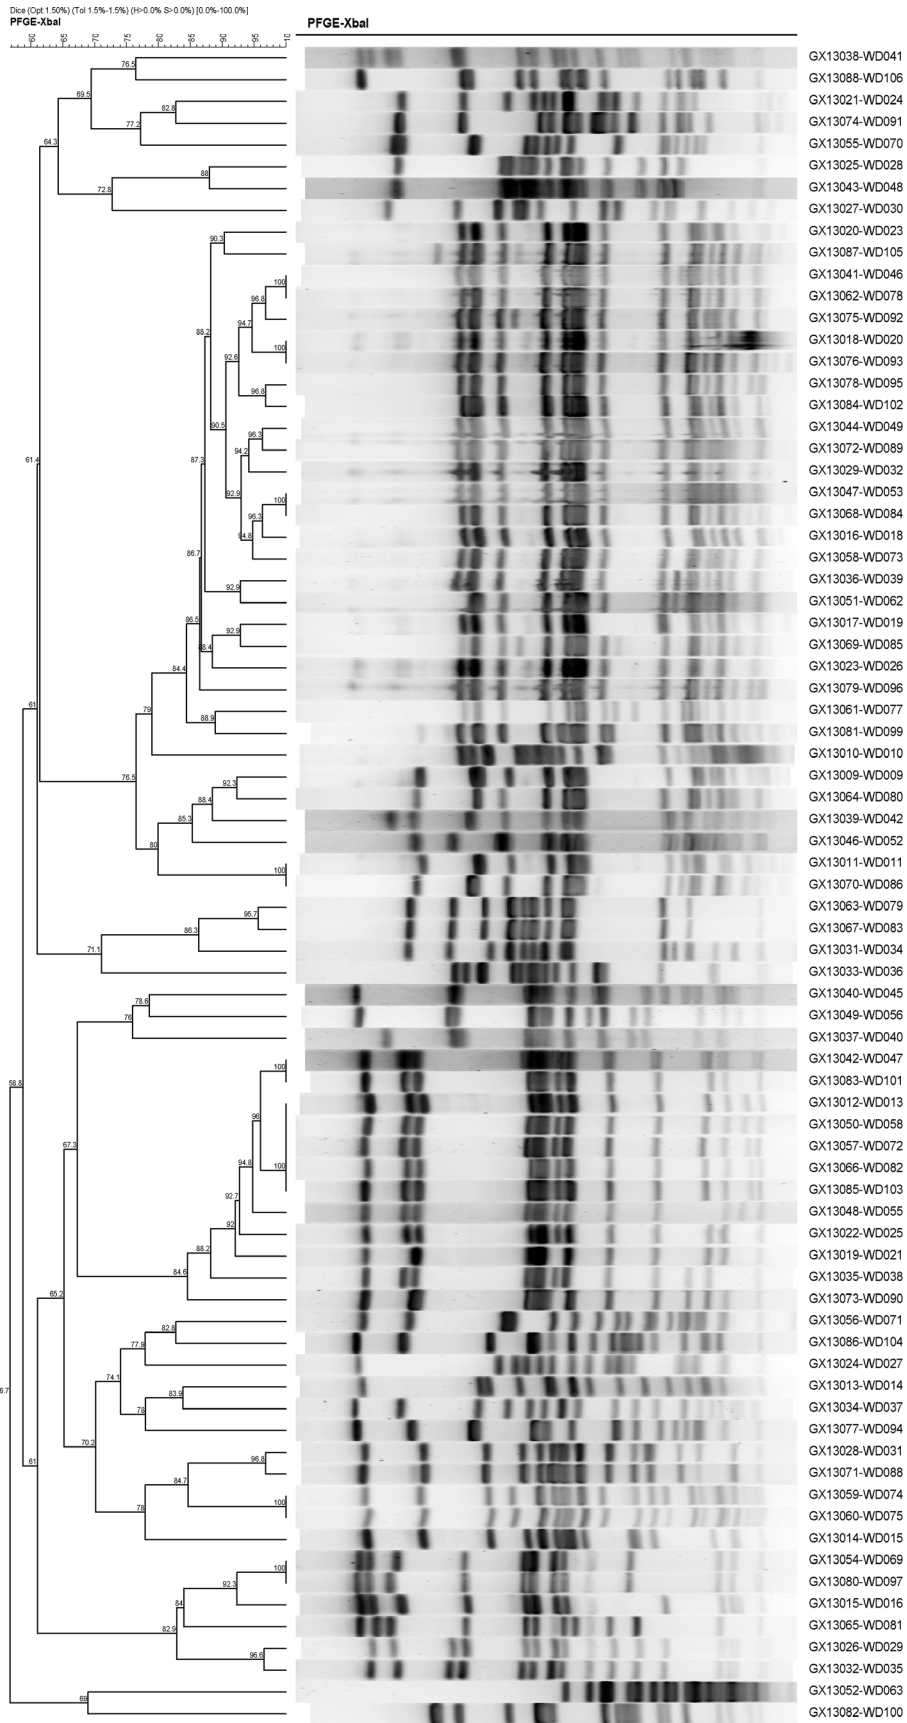 Dice (Opt:1.50%) (Tol 1.5%-1.5%) (H>0.0% S>0.0%) [0.0%-100.0%]
PFGE-XbaI PFGE-XbaI
60 65 70 75 80 85 90 95 10
GX13038-WD041
76.5
GX13088-WD106
69.5
GX13021-WD024
82.8
GX13074-WD091
77.2
GX13055-WD070
64.3
GX13025-WD028
88
GX13043-WD048
72.8
GX13027-WD030
GX13020-WD023
90.3
GX13087-WD105
GX13041-WD046
100
GX13062-WD078
96.8
GX13075-WD092
94.7
88.2
GX13018-WD020
100
92.6
GX13076-WD093
GX13078-WD095
96.8
GX13084-WD102
90.5
GX13044-WD049
96.3
GX13072-WD089
94.2
61.4
87.3
GX13029-WD032
92.9
GX13047-WD053
100
GX13068-WD084
96.3
GX13016-WD018
94.8
GX13058-WD073
86.7
GX13036-WD039
92.9
GX13051-WD062
86.5
GX13017-WD019
92.9
GX13069-WD085
88.4
GX13023-WD026
84.4
GX13079-WD096
61
79
GX13061-WD077
88.9
GX13081-WD099
GX13010-WD010
76.5
GX13009-WD009
92.3
GX13064-WD080
88.4
GX13039-WD042
85.3
GX13046-WD052
80
GX13011-WD011
100
GX13070-WD086
GX13063-WD079
95.7
GX13067-WD083
86.3
GX13031-WD034
71.1
GX13033-WD036
GX13040-WD045
78.6
GX13049-WD056
76
GX13037-WD040
GX13042-WD047
100
GX13083-WD101
58.8
GX13012-WD013
96
GX13050-WD058
GX13057-WD072
67.3
94.8
GX13066-WD082
100
GX13085-WD103
92.7
GX13048-WD055
92
GX13022-WD025
88.2
GX13019-WD021
84.6
GX13035-WD038
65.2
GX13073-WD090
GX13056-WD071
82.8
GX13086-WD104
77.9
GX13024-WD027
74.1
GX13013-WD014
6.7
83.9
GX13034-WD037
78
GX13077-WD094
70.2
GX13028-WD031
61
96.8
GX13071-WD088
84.7
GX13059-WD074
100
GX13060-WD075
78
GX13014-WD015
GX13054-WD069
100
GX13080-WD097
92.3
GX13015-WD016
84
GX13065-WD081
82.9
GX13026-WD029
96.6
GX13032-WD035
GX13052-WD063
69
GX13082-WD100